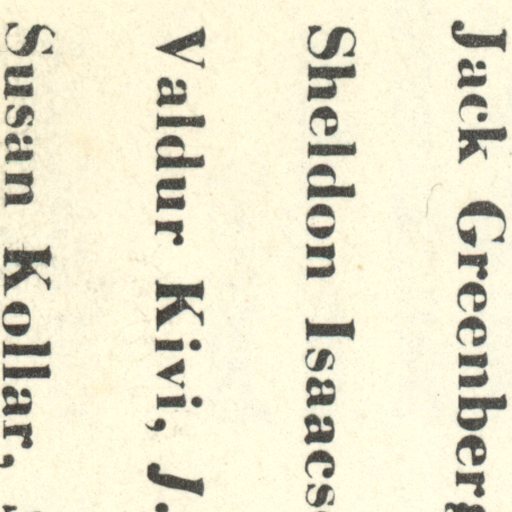 Jack Greenberg
Sheldon Isaacs
Valdur Kivi, J.
Susan Kollar,